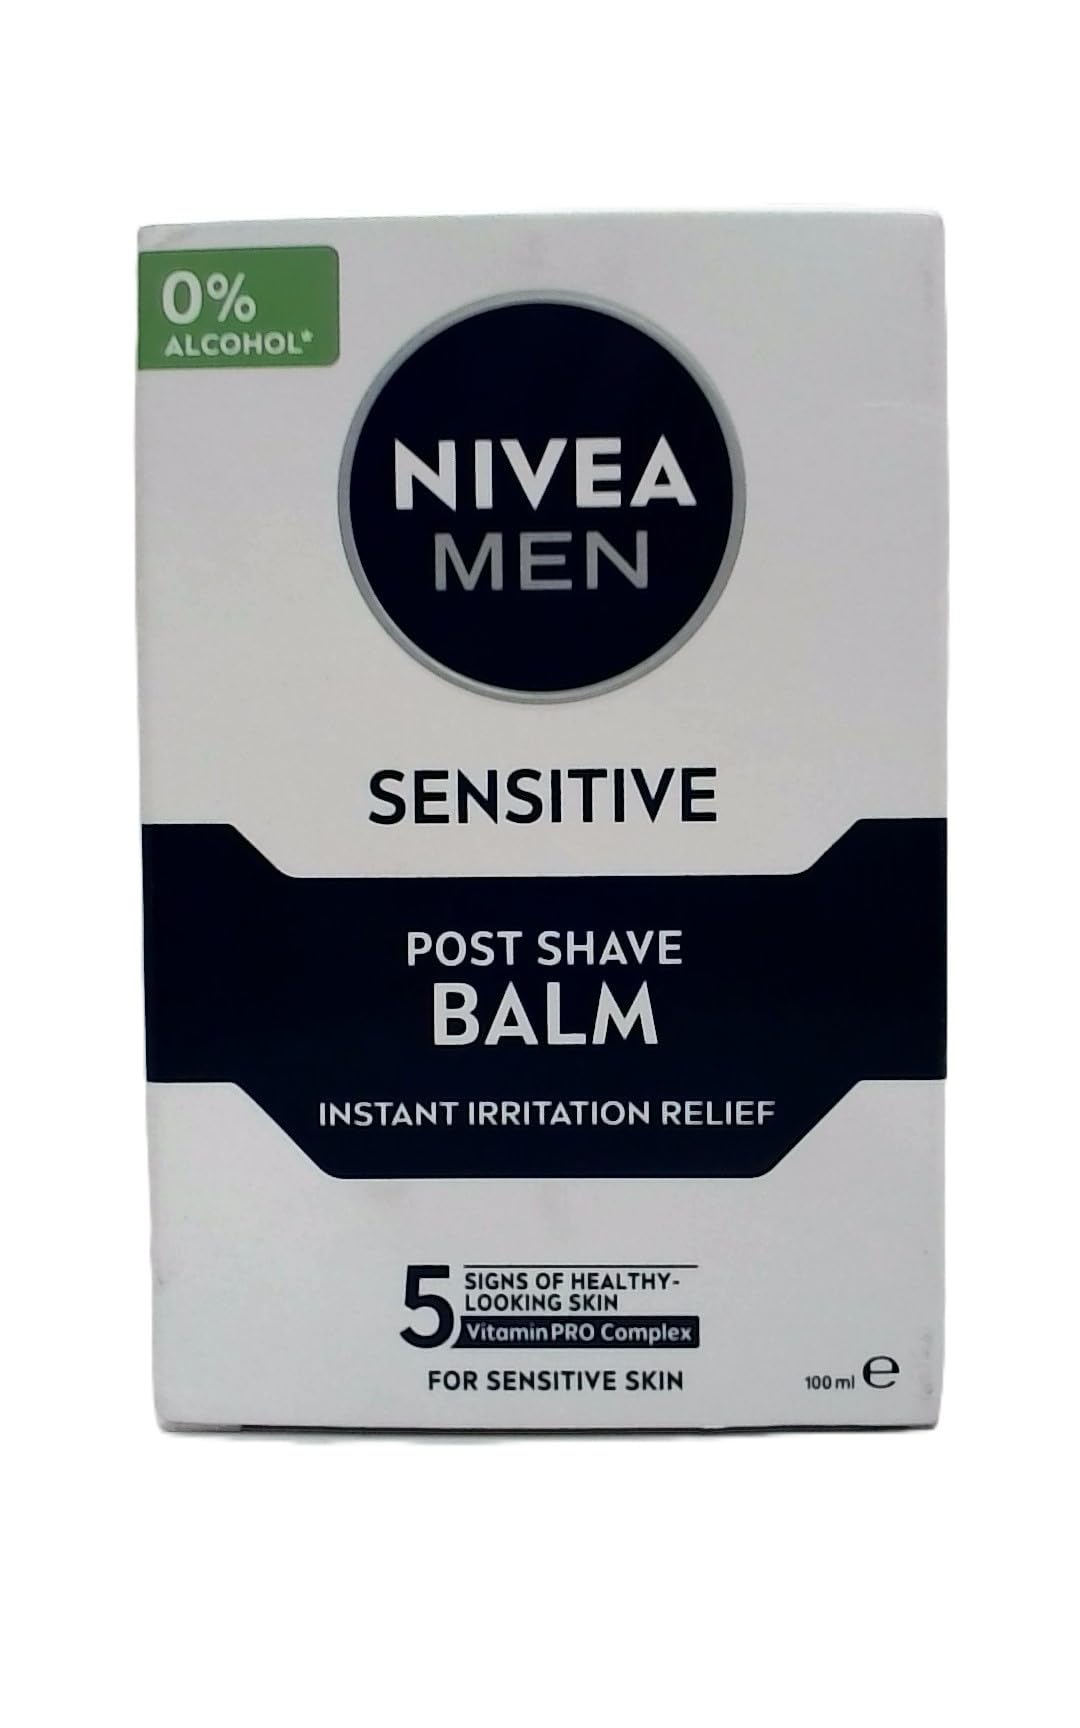 0%
ALCOHOL*
NIVEA
MEN
SENSITIVE
POST SHAVE
BALM
INSTANT IRRITATION RELIEF
5 SIGNS OF HEALTHY-
LOOKING SKIN
VitaminPRO Complex
FOR SENSITIVE SKIN
100 ml ℮